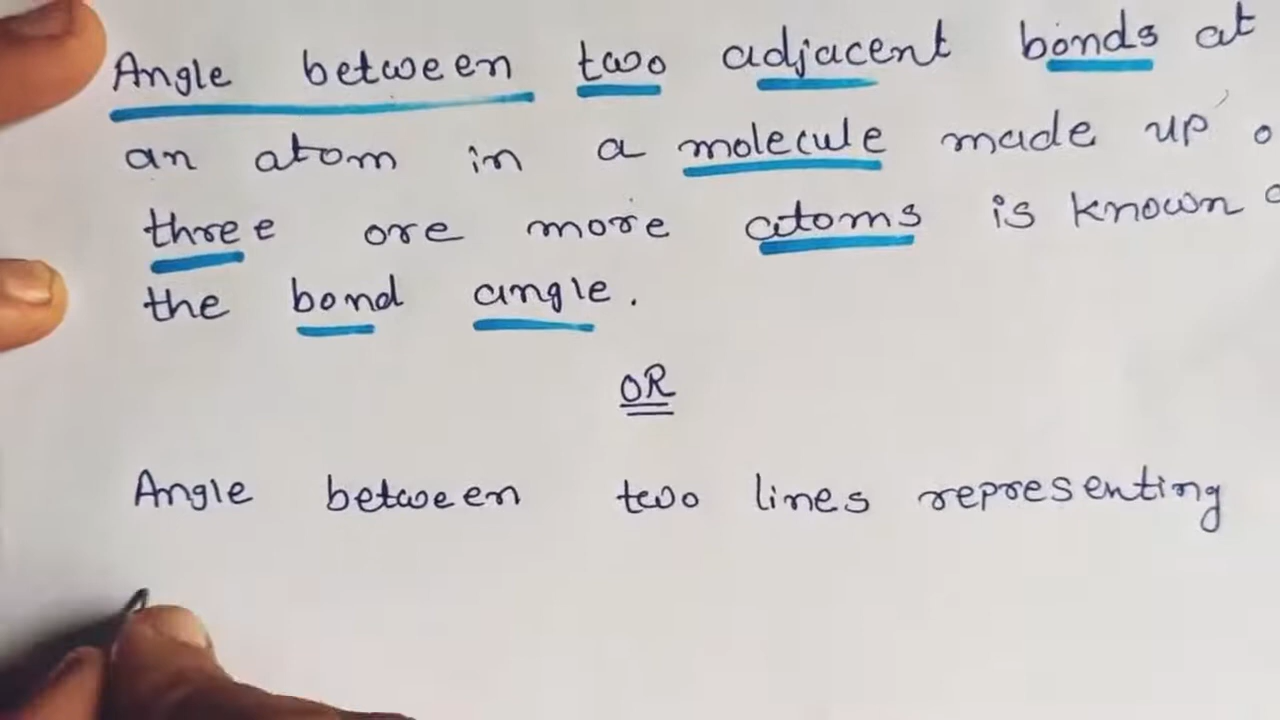 Angle between two adjacent bonds at
an atom in a molecule made up o
three ore more atoms is known a
the bond angle.
OR
Angle between two lines representing